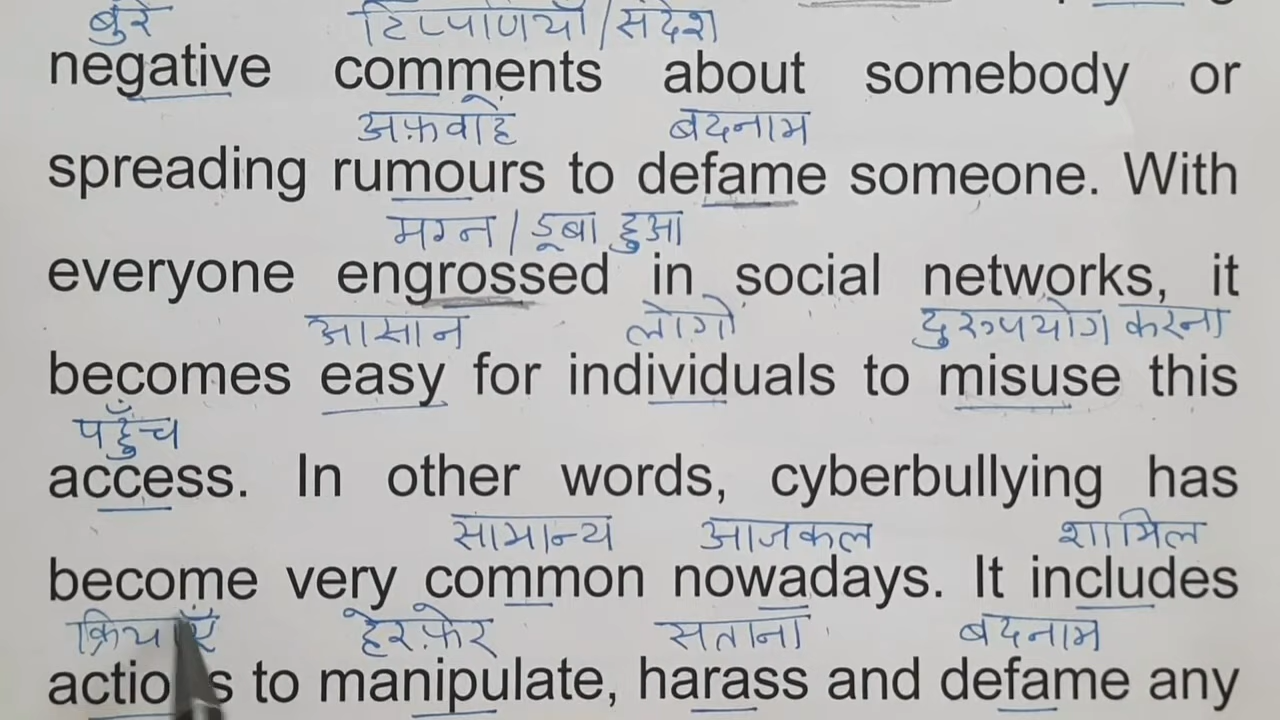 बुरे टिप्पणियाँ/संदेश
negative comments about somebody or
अफ़वाहें बदनाम
spreading rumours to defame someone. With
मग्न/डूबा हुआ
everyone engrossed in social networks, it
आसान लोगों दुरुपयोग करना
becomes easy for individuals to misuse this
पहुँच
access. In other words, cyberbullying has
सामान्य आजकल शामिल
become very common nowadays. It includes
क्रियाएँ हेरफ़ेर सताना बदनाम
actions to manipulate, harass and defame any